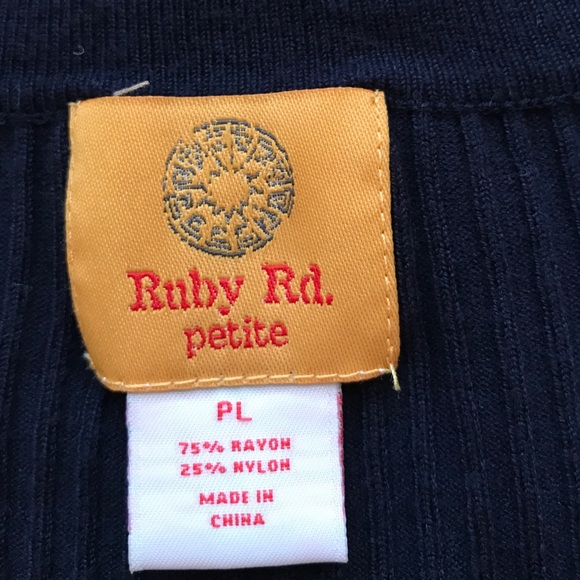 Ruby Rd.
petite
PL
75% RAYON
25% NYLON
MADE IN
CHINA